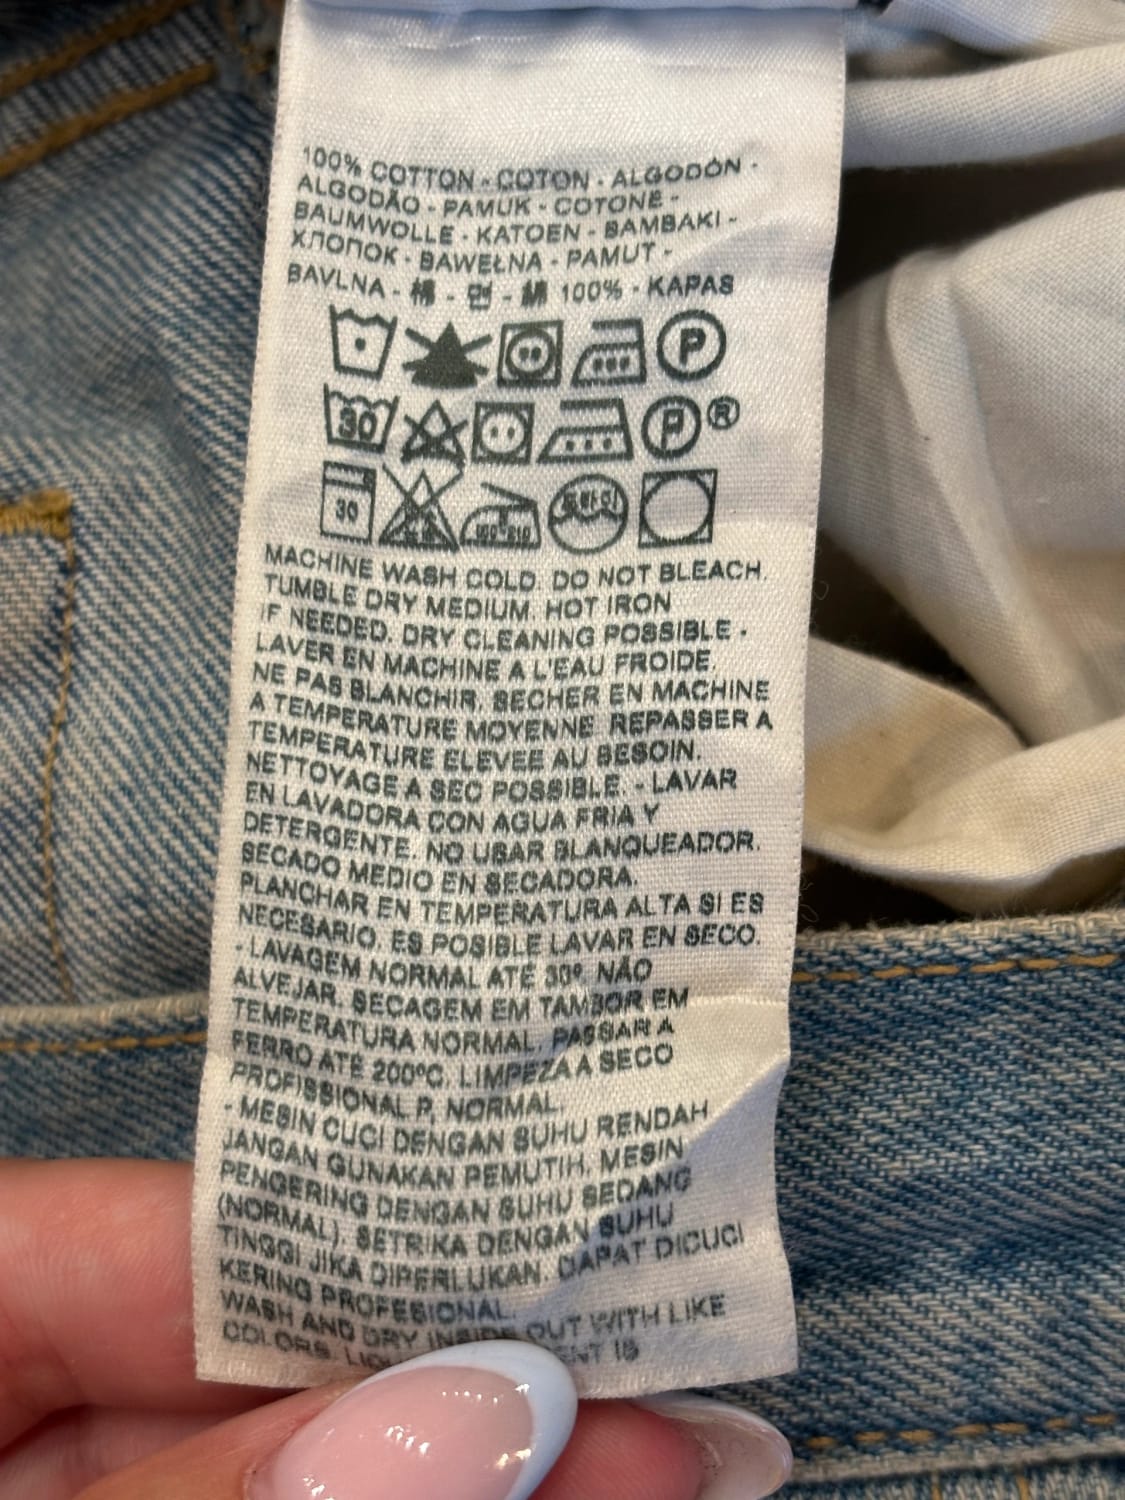 100% COTTON - COTON - ALGODÓN -
ALGODÃO - PAMUK - COTONE -
BAUMWOLLE - KATOEN - BAMBAKI -
ХЛОПОК - BAWEŁNA - PAMUT -
BAVLNA - 棉 - 면 - 綿 100% - KAPAS
P
30 P ®
30
MACHINE WASH COLD. DO NOT BLEACH.
TUMBLE DRY MEDIUM. HOT IRON
IF NEEDED. DRY CLEANING POSSIBLE -
LAVER EN MACHINE A L'EAU FROIDE.
NE PAS BLANCHIR. SECHER EN MACHINE
A TEMPERATURE MOYENNE REPASSER A
TEMPERATURE ELEVEE AU BESOIN.
NETTOYAGE A SEC POSSIBLE. - LAVAR
EN LAVADORA CON AGUA FRIA Y
DETERGENTE. NO USAR BLANQUEADOR.
SECADO MEDIO EN SECADORA.
PLANCHAR EN TEMPERATURA ALTA SI ES
NECESARIO. ES POSIBLE LAVAR EN SECO.
- LAVAGEM NORMAL ATÉ 30º. NÃO
ALVEJAR. SECAGEM EM TAMBOR EM
TEMPERATURA NORMAL. PASSAR A
FERRO ATÉ 200ºC. LIMPEZA A SECO
PROFISSIONAL P, NORMAL.
- MESIN CUCI DENGAN SUHU RENDAH
JANGAN GUNAKAN PEMUTIH. MESIN
PENGERING DENGAN SUHU SEDANG
(NORMAL). SETRIKA DENGAN SUHU
TINGGI JIKA DIPERLUKAN. DAPAT DICUCI
KERING PROFESIONAL.
WASH AND DRY INSIDE OUT WITH LIKE
COLORS. IS